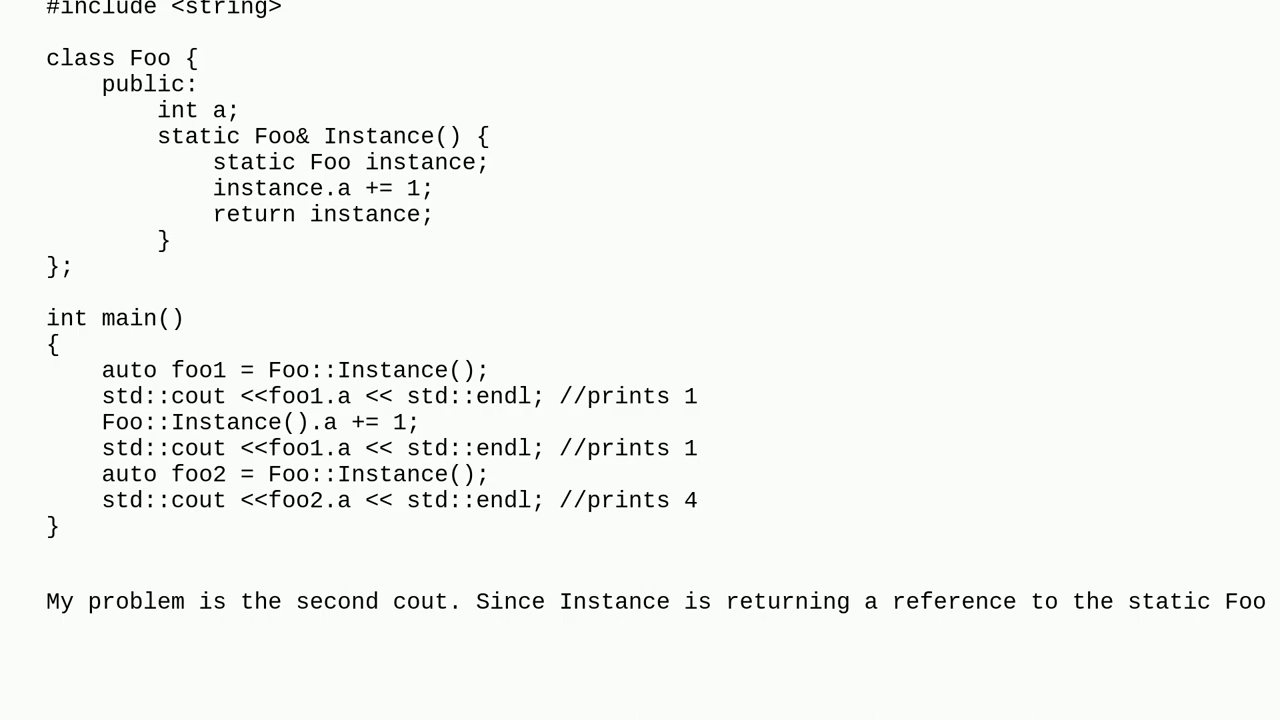 #include <string>

class Foo {
    public:
        int a;
        static Foo& Instance() {
            static Foo instance;
            instance.a += 1;
            return instance;
        }
};

int main()
{
    auto foo1 = Foo::Instance();
    std::cout <<foo1.a << std::endl; //prints 1
    Foo::Instance().a += 1;
    std::cout <<foo1.a << std::endl; //prints 1
    auto foo2 = Foo::Instance();
    std::cout <<foo2.a << std::endl; //prints 4
}

My problem is the second cout. Since Instance is returning a reference to the static Foo